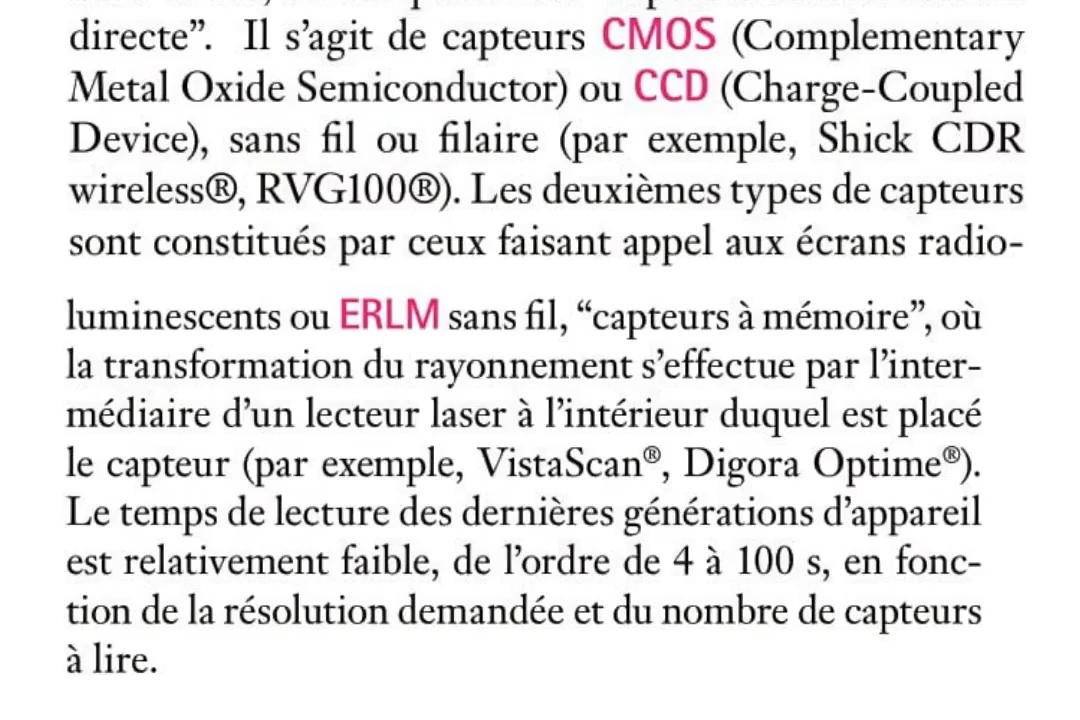 directe”. Il s’agit de capteurs CMOS (Complementary
Metal Oxide Semiconductor) ou CCD (Charge-Coupled
Device), sans fil ou filaire (par exemple, Shick CDR
wireless®, RVG100®). Les deuxièmes types de capteurs
sont constitués par ceux faisant appel aux écrans radio-
luminescents ou ERLM sans fil, “capteurs à mémoire”, où
la transformation du rayonnement s’effectue par l’inter-
médiaire d’un lecteur laser à l’intérieur duquel est placé
le capteur (par exemple, VistaScan®, Digora Optime®).
Le temps de lecture des dernières générations d’appareil
est relativement faible, de l’ordre de 4 à 100 s, en fonc-
tion de la résolution demandée et du nombre de capteurs
à lire.